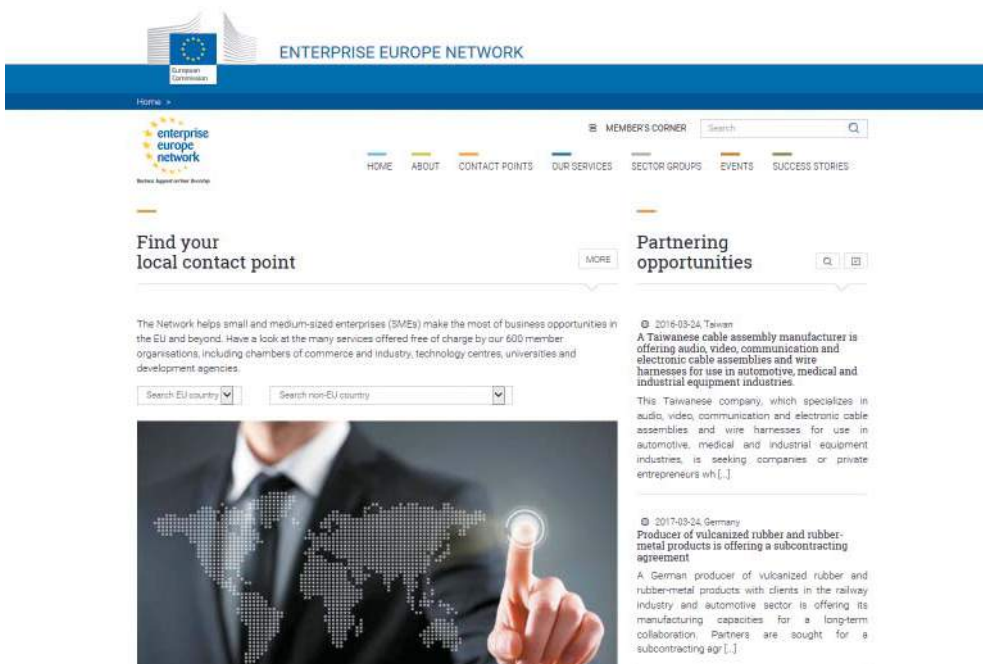 European
Commission
ENTERPRISE EUROPE NETWORK
Home >
enterprise
europe
network
Business Support on Your Doorstep
MEMBER'S CORNER
Search
HOME ABOUT CONTACT POINTS OUR SERVICES SECTOR GROUPS EVENTS SUCCESS STORIES
Find your
local contact point
MORE
The Network helps small and medium-sized enterprises (SMEs) make the most of business opportunities in
the EU and beyond. Have a look at the many services offered free of charge by our 600 member
organisations, including chambers of commerce and industry, technology centres, universities and
development agencies.
Search EU country
Search non-EU country
Partnering
opportunities
2016-03-24, Taiwan
A Taiwanese cable assembly manufacturer is
offering audio, video, communication and
electronic cable assemblies and wire
harnesses for use in automotive, medical and
industrial equipment industries.
This Taiwanese company, which specializes in
audio, video, communication and electronic cable
assemblies and wire harnesses for use in
automotive, medical and industrial equipment
industries, is seeking companies or private
entrepreneurs wh [...]
2017-03-24, Germany
Producer of vulcanized rubber and rubber-
metal products is offering a subcontracting
agreement
A German producer of vulcanized rubber and
rubber-metal products with clients in the railway
industry and automotive sector is offering its
manufacturing capacities for a long-term
collaboration. Partners are sought for a
subcontracting agr [...]